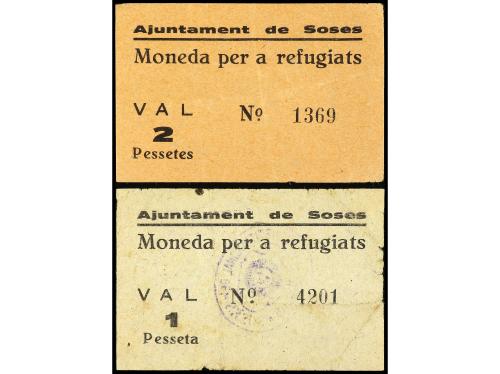 Ajuntament de Soses
Moneda per a refugiats
VAL Nº 1369
2
Pessetes
Ajuntament de Soses
Moneda per a refugiats
VAL Nº 4201
1
Pesseta